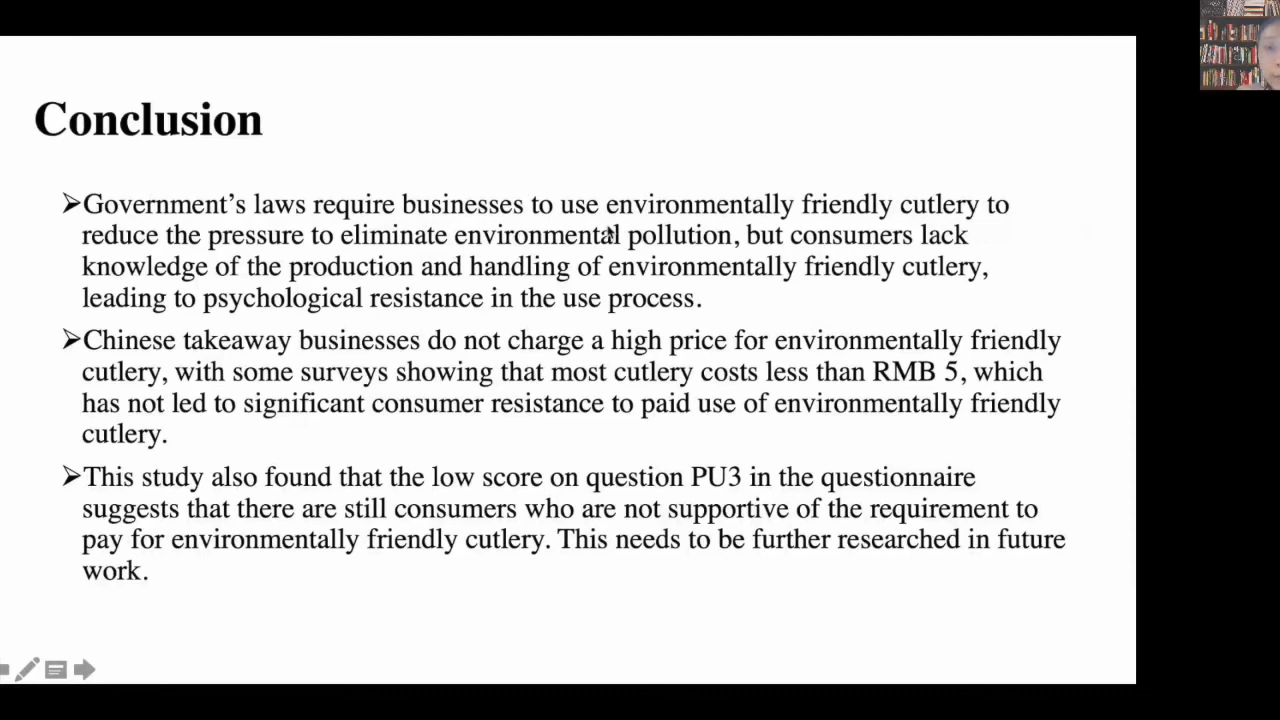 Conclusion
➢Government’s laws require businesses to use environmentally friendly cutlery to
reduce the pressure to eliminate environmental pollution, but consumers lack
knowledge of the production and handling of environmentally friendly cutlery,
leading to psychological resistance in the use process.
➢Chinese takeaway businesses do not charge a high price for environmentally friendly
cutlery, with some surveys showing that most cutlery costs less than RMB 5, which
has not led to significant consumer resistance to paid use of environmentally friendly
cutlery.
➢This study also found that the low score on question PU3 in the questionnaire
suggests that there are still consumers who are not supportive of the requirement to
pay for environmentally friendly cutlery. This needs to be further researched in future
work.